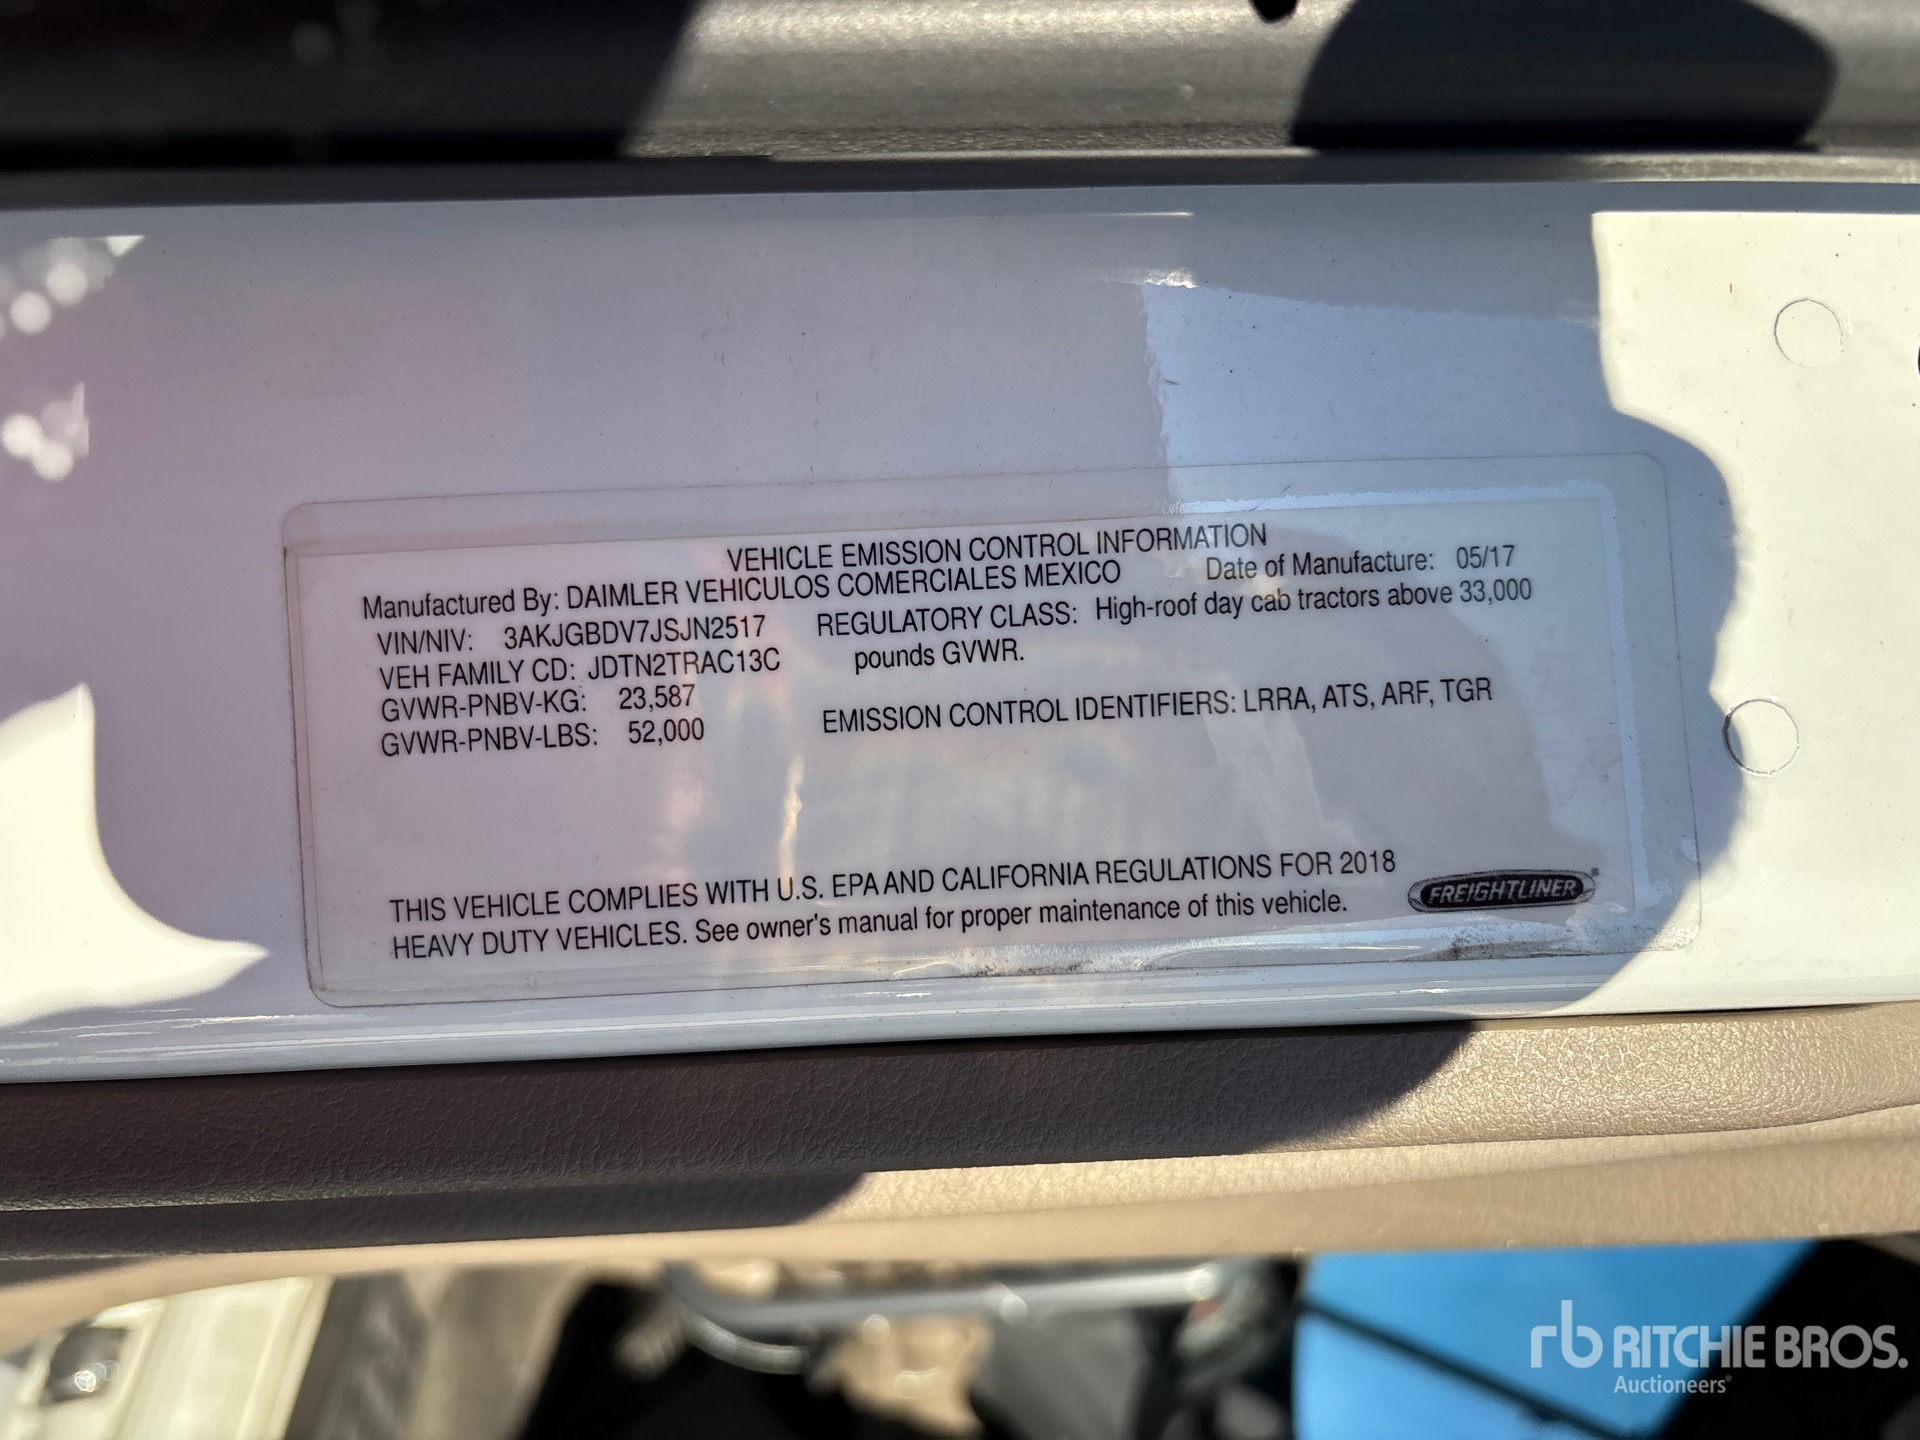 VEHICLE EMISSION CONTROL INFORMATION
Manufactured By: DAIMLER VEHICULOS COMERCIALES MEXICO Date of Manufacture: 05/17
VIN/NIV: 3AKJGBDV7JSJN2517 REGULATORY CLASS: High-roof day cab tractors above 33,000
VEH FAMILY CD: JDTN2TRAC13C pounds GVWR.
GVWR-PNBV-KG: 23,587
GVWR-PNBV-LBS: 52,000 EMISSION CONTROL IDENTIFIERS: LRRA, ATS, ARF, TGR
THIS VEHICLE COMPLIES WITH U.S. EPA AND CALIFORNIA REGULATIONS FOR 2018
HEAVY DUTY VEHICLES. See owner's manual for proper maintenance of this vehicle.
FREIGHTLINER®
rb RITCHIE BROS.
Auctioneers®